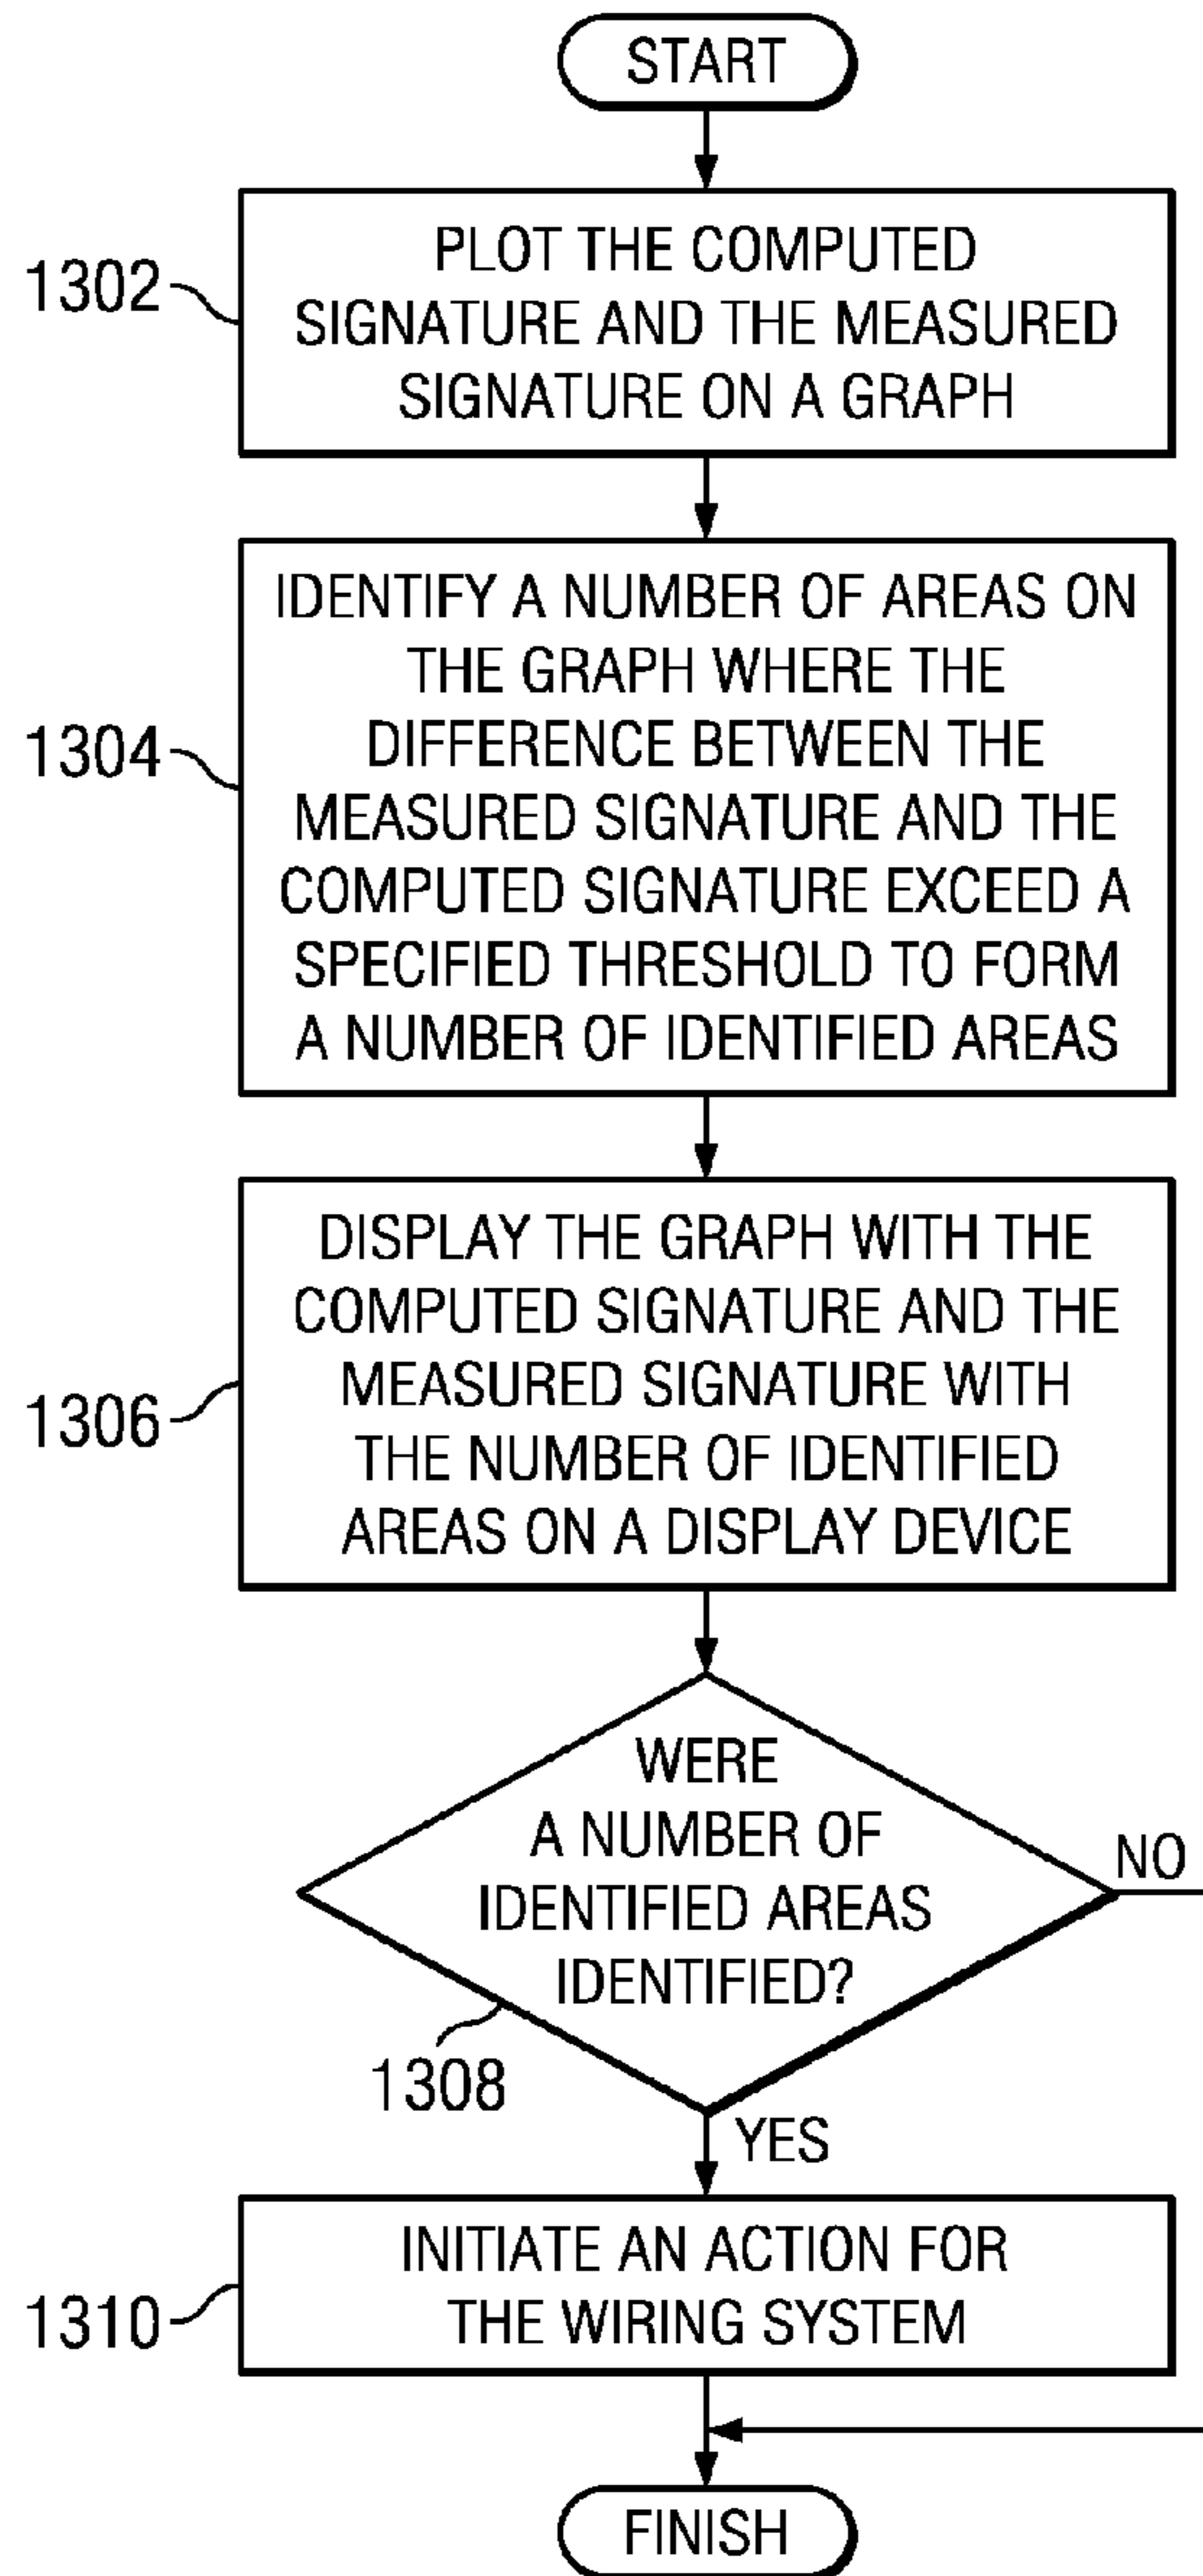 START
1302
PLOT THE COMPUTED
SIGNATURE AND THE MEASURED
SIGNATURE ON A GRAPH
1304
IDENTIFY A NUMBER OF AREAS ON
THE GRAPH WHERE THE
DIFFERENCE BETWEEN THE
MEASURED SIGNATURE AND THE
COMPUTED SIGNATURE EXCEED A
SPECIFIED THRESHOLD TO FORM
A NUMBER OF IDENTIFIED AREAS
1306
DISPLAY THE GRAPH WITH THE
COMPUTED SIGNATURE AND THE
MEASURED SIGNATURE WITH
THE NUMBER OF IDENTIFIED
AREAS ON A DISPLAY DEVICE
WERE
A NUMBER OF
IDENTIFIED AREAS
IDENTIFIED?
NO
1308
YES
1310
INITIATE AN ACTION FOR
THE WIRING SYSTEM
FINISH